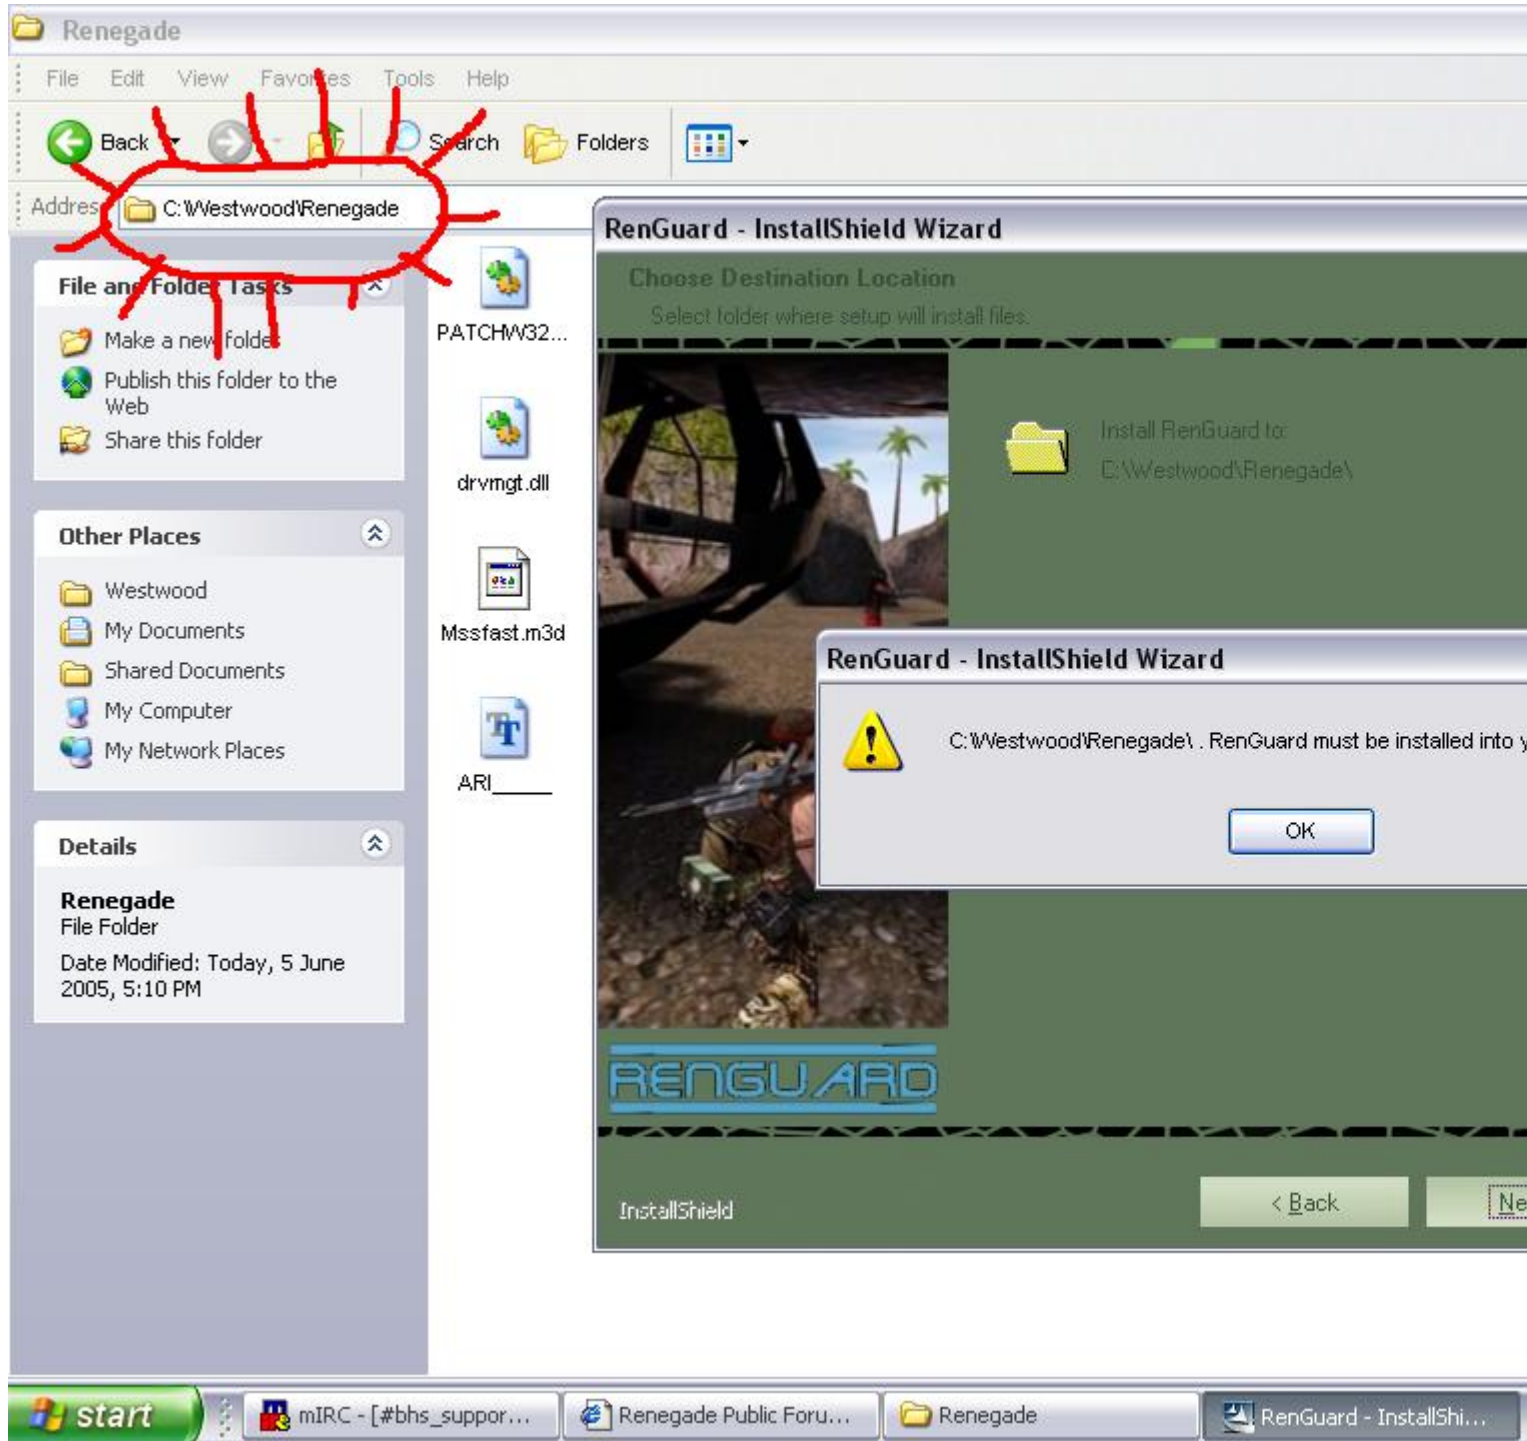 Renegade
File Edit View Favorites Tools Help
Back Search Folders
Address C:\Westwood\Renegade
File and Folder Tasks
Make a new folder
Publish this folder to the
Web
Share this folder
Other Places
Westwood
My Documents
Shared Documents
My Computer
My Network Places
Details
Renegade
File Folder
Date Modified: Today, 5 June
2005, 5:10 PM
PATCHW32...
drvmgt.dll
Mssfast.m3d
ARI_____
RenGuard - InstallShield Wizard
Choose Destination Location
Select folder where setup will install files.
Install RenGuard to:
C:\Westwood\Renegade\
RenGuard - InstallShield Wizard
C:\Westwood\Renegade\ . RenGuard must be installed into y
OK
RENGUARD
InstallShield
< Back Ne
start mIRC - [#bhs_suppor... Renegade Public Foru... Renegade RenGuard - InstallShi...